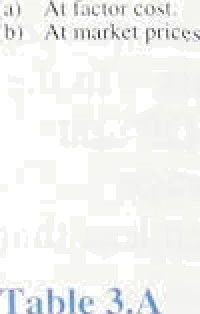 a) At factor cost.
b) At market prices
Table 3.A